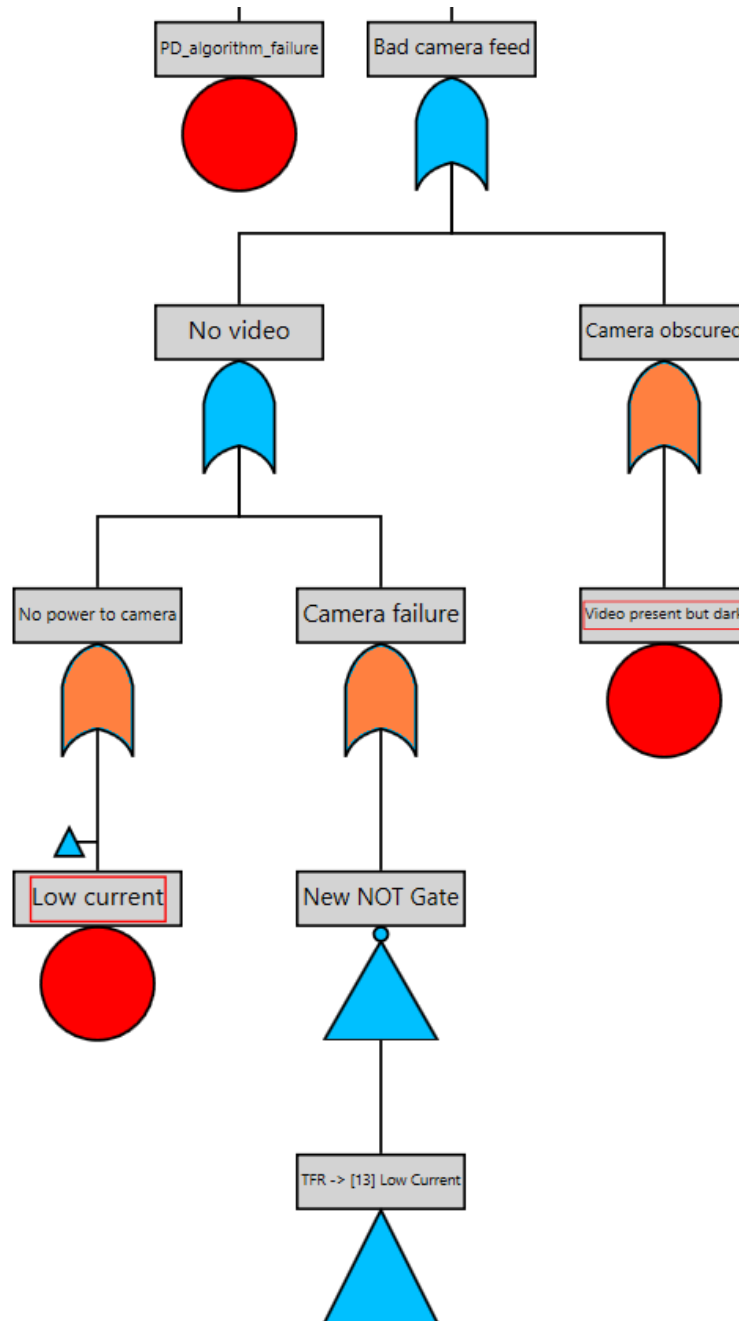 PD_algorithm_failure
Bad camera feed
No video
Camera obscured
No power to camera
Camera failure
Video present but dark
Low current
New NOT Gate
TFR -> [13] Low Current